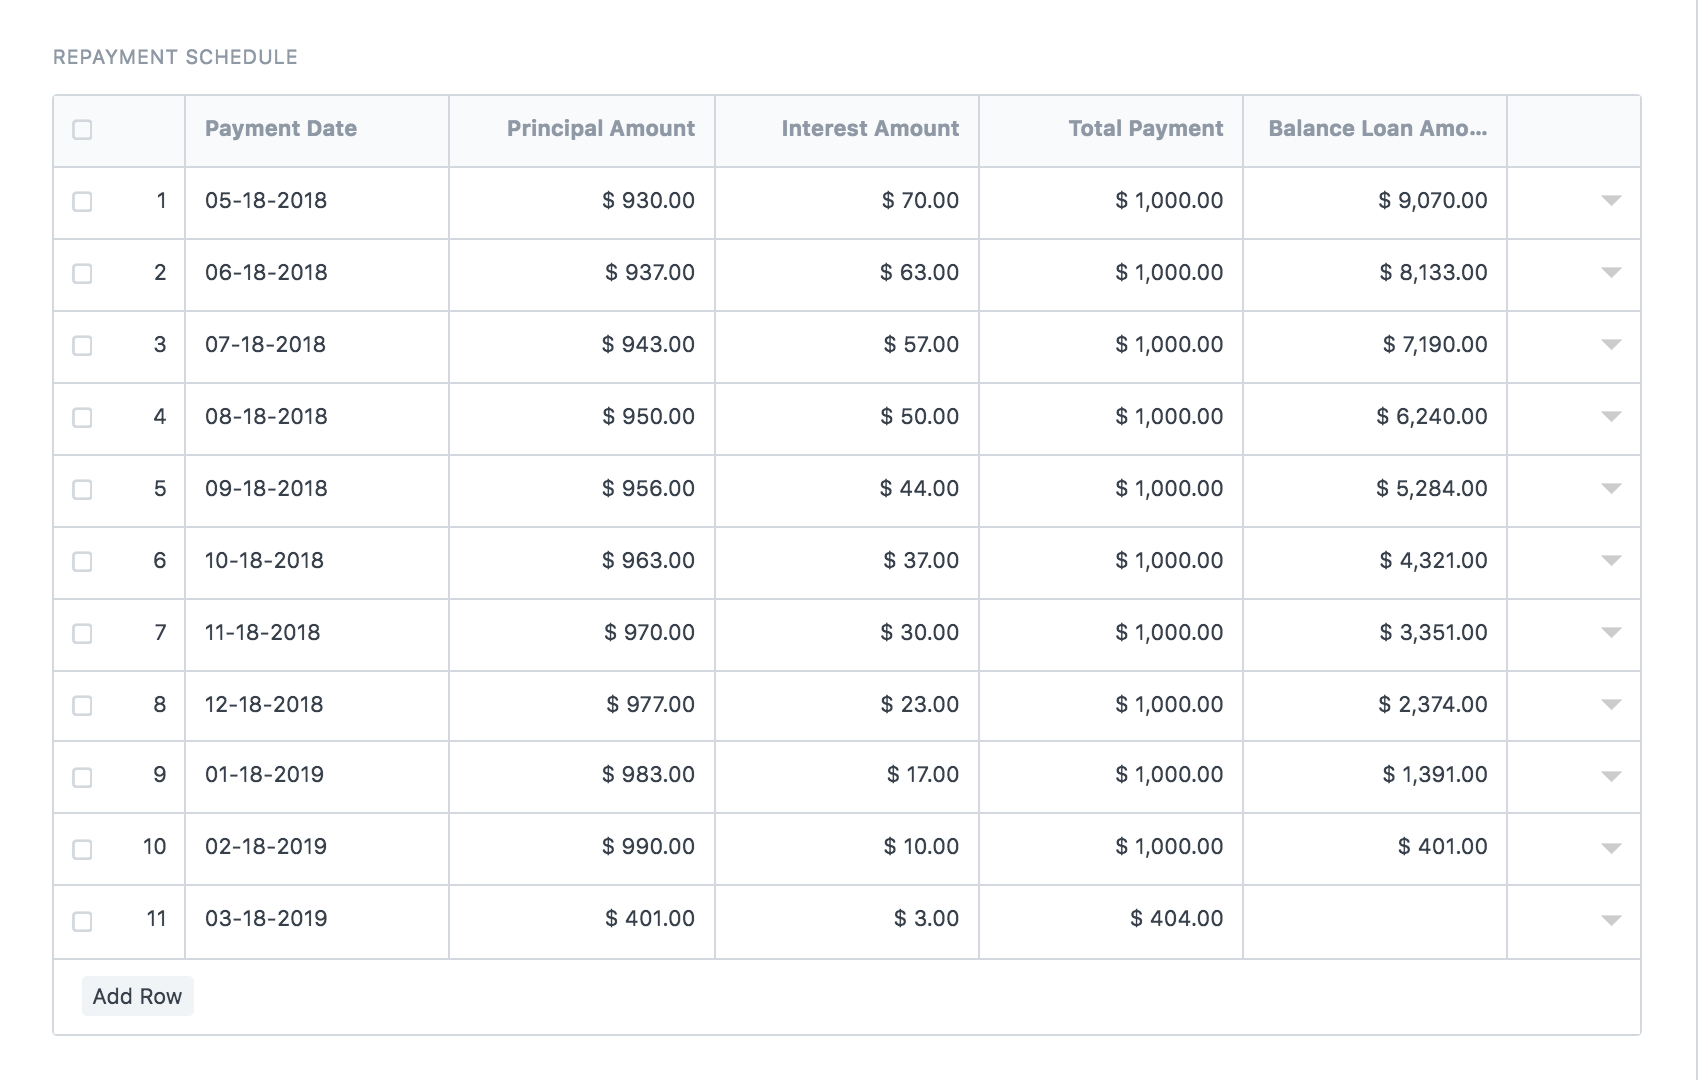 REPAYMENT SCHEDULE
Payment Date Principal Amount Interest Amount Total Payment Balance Loan Amo...
1 05-18-2018 $ 930.00 $ 70.00 $ 1,000.00 $ 9,070.00
2 06-18-2018 $ 937.00 $ 63.00 $ 1,000.00 $ 8,133.00
3 07-18-2018 $ 943.00 $ 57.00 $ 1,000.00 $ 7,190.00
4 08-18-2018 $ 950.00 $ 50.00 $ 1,000.00 $ 6,240.00
5 09-18-2018 $ 956.00 $ 44.00 $ 1,000.00 $ 5,284.00
6 10-18-2018 $ 963.00 $ 37.00 $ 1,000.00 $ 4,321.00
7 11-18-2018 $ 970.00 $ 30.00 $ 1,000.00 $ 3,351.00
8 12-18-2018 $ 977.00 $ 23.00 $ 1,000.00 $ 2,374.00
9 01-18-2019 $ 983.00 $ 17.00 $ 1,000.00 $ 1,391.00
10 02-18-2019 $ 990.00 $ 10.00 $ 1,000.00 $ 401.00
11 03-18-2019 $ 401.00 $ 3.00 $ 404.00
Add Row